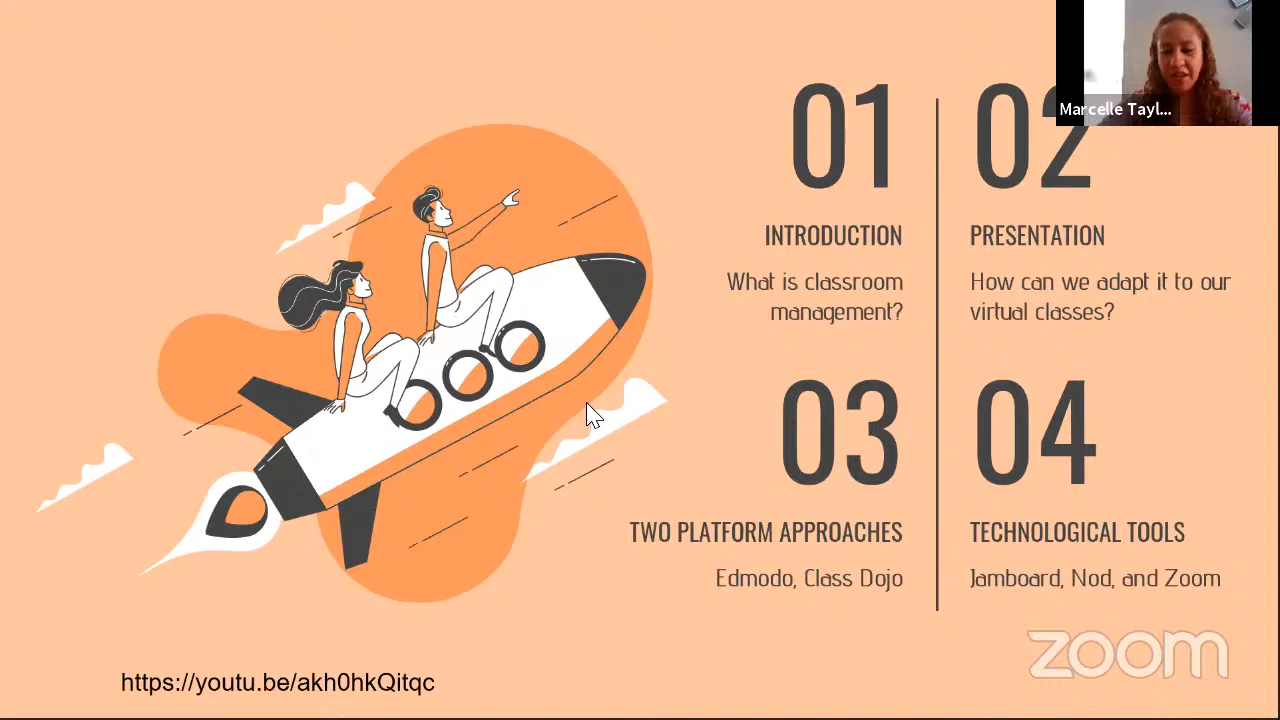 Marcelle Tayl...
01
INTRODUCTION
What is classroom
management?
02
PRESENTATION
How can we adapt it to our
virtual classes?
03
TWO PLATFORM APPROACHES
Edmodo, Class Dojo
04
TECHNOLOGICAL TOOLS
Jamboard, Nod, and Zoom
zoom
https://youtu.be/akh0hkQitqc